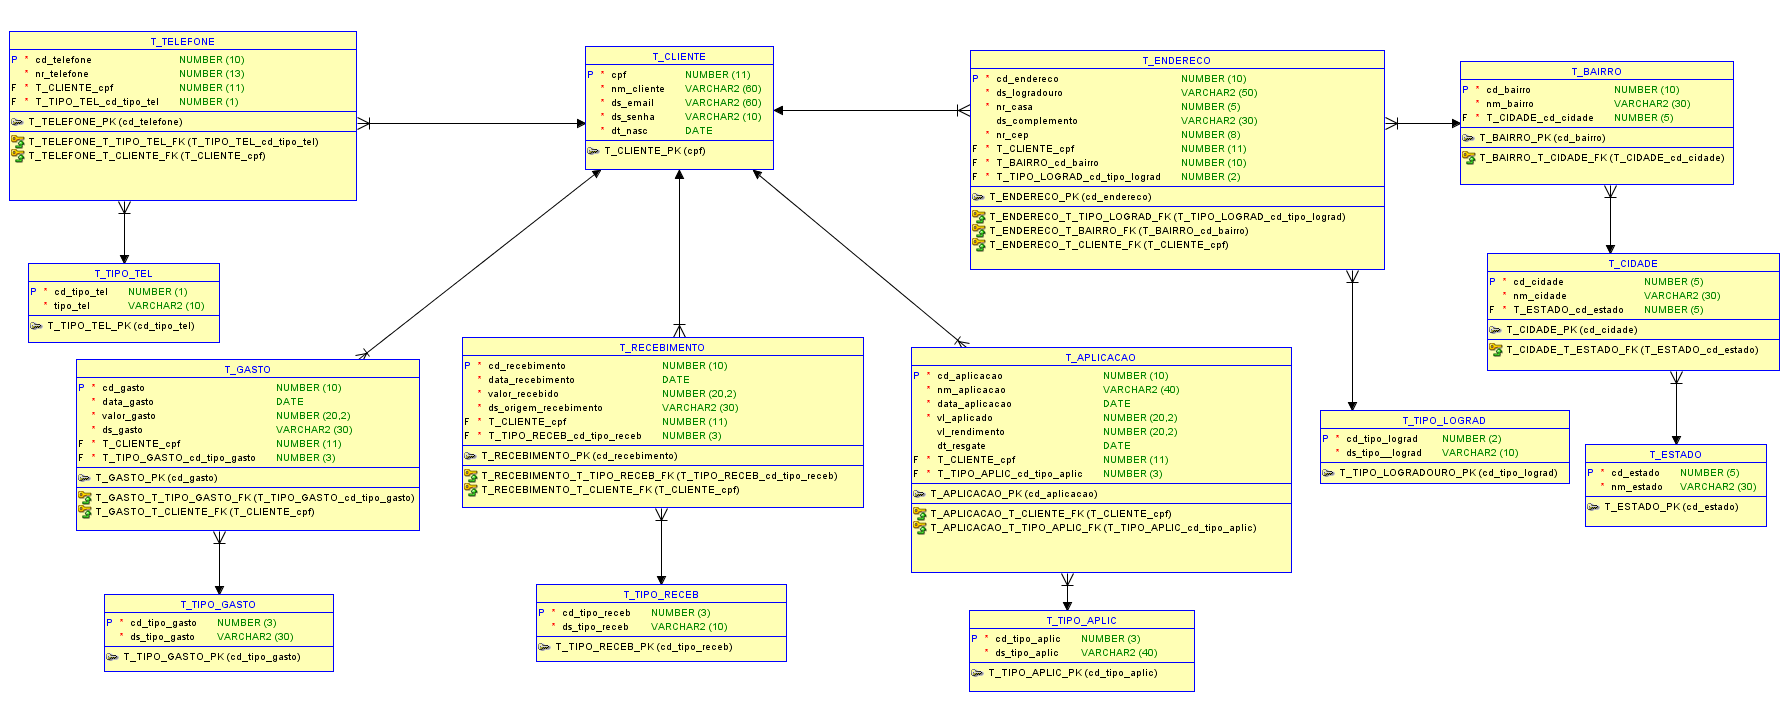 T_TELEFONE
P * cd_telefone NUMBER (10)
* nr_telefone NUMBER (13)
F * T_CLIENTE_cpf NUMBER (11)
F * T_TIPO_TEL_cd_tipo_tel NUMBER (1)
T_TELEFONE_PK (cd_telefone)
T_TELEFONE_T_TIPO_TEL_FK (T_TIPO_TEL_cd_tipo_tel)
T_TELEFONE_T_CLIENTE_FK (T_CLIENTE_cpf)
T_CLIENTE
P * cpf NUMBER (11)
* nm_cliente VARCHAR2 (60)
* ds_email VARCHAR2 (60)
* ds_senha VARCHAR2 (10)
* dt_nasc DATE
T_CLIENTE_PK (cpf)
T_ENDERECO
P * cd_endereco NUMBER (10)
* ds_logradouro VARCHAR2 (50)
* nr_casa NUMBER (5)
ds_complemento VARCHAR2 (30)
* nr_cep NUMBER (8)
F * T_CLIENTE_cpf NUMBER (11)
F * T_BAIRRO_cd_bairro NUMBER (10)
F * T_TIPO_LOGRAD_cd_tipo_lograd NUMBER (2)
T_ENDERECO_PK (cd_endereco)
T_ENDERECO_T_TIPO_LOGRAD_FK (T_TIPO_LOGRAD_cd_tipo_lograd)
T_ENDERECO_T_BAIRRO_FK (T_BAIRRO_cd_bairro)
T_ENDERECO_T_CLIENTE_FK (T_CLIENTE_cpf)
T_BAIRRO
P * cd_bairro NUMBER (10)
* nm_bairro VARCHAR2 (30)
F * T_CIDADE_cd_cidade NUMBER (5)
T_BAIRRO_PK (cd_bairro)
T_BAIRRO_T_CIDADE_FK (T_CIDADE_cd_cidade)
T_TIPO_TEL
P * cd_tipo_tel NUMBER (1)
* tipo_tel VARCHAR2 (10)
T_TIPO_TEL_PK (cd_tipo_tel)
T_CIDADE
P * cd_cidade NUMBER (5)
* nm_cidade VARCHAR2 (30)
F * T_ESTADO_cd_estado NUMBER (5)
T_CIDADE_PK (cd_cidade)
T_CIDADE_T_ESTADO_FK (T_ESTADO_cd_estado)
T_GASTO
P * cd_gasto NUMBER (10)
* data_gasto DATE
* valor_gasto NUMBER (20,2)
* ds_gasto VARCHAR2 (30)
F * T_CLIENTE_cpf NUMBER (11)
F * T_TIPO_GASTO_cd_tipo_gasto NUMBER (3)
T_GASTO_PK (cd_gasto)
T_GASTO_T_TIPO_GASTO_FK (T_TIPO_GASTO_cd_tipo_gasto)
T_GASTO_T_CLIENTE_FK (T_CLIENTE_cpf)
T_RECEBIMENTO
P * cd_recebimento NUMBER (10)
* data_recebimento DATE
* valor_recebido NUMBER (20,2)
* ds_origem_recebimento VARCHAR2 (30)
F * T_CLIENTE_cpf NUMBER (11)
F * T_TIPO_RECEB_cd_tipo_receb NUMBER (3)
T_RECEBIMENTO_PK (cd_recebimento)
T_RECEBIMENTO_T_TIPO_RECEB_FK (T_TIPO_RECEB_cd_tipo_receb)
T_RECEBIMENTO_T_CLIENTE_FK (T_CLIENTE_cpf)
T_APLICACAO
P * cd_aplicacao NUMBER (10)
* nm_aplicacao VARCHAR2 (40)
* data_aplicacao DATE
* vl_aplicado NUMBER (20,2)
vl_rendimento NUMBER (20,2)
dt_resgate DATE
F * T_CLIENTE_cpf NUMBER (11)
F * T_TIPO_APLIC_cd_tipo_aplic NUMBER (3)
T_APLICACAO_PK (cd_aplicacao)
T_APLICACAO_T_CLIENTE_FK (T_CLIENTE_cpf)
T_APLICACAO_T_TIPO_APLIC_FK (T_TIPO_APLIC_cd_tipo_aplic)
T_TIPO_LOGRAD
P * cd_tipo_lograd NUMBER (2)
* ds_tipo__lograd VARCHAR2 (10)
T_TIPO_LOGRADOURO_PK (cd_tipo_lograd)
T_ESTADO
P * cd_estado NUMBER (5)
* nm_estado VARCHAR2 (30)
T_ESTADO_PK (cd_estado)
T_TIPO_GASTO
P * cd_tipo_gasto NUMBER (3)
* ds_tipo_gasto VARCHAR2 (30)
T_TIPO_GASTO_PK (cd_tipo_gasto)
T_TIPO_RECEB
P * cd_tipo_receb NUMBER (3)
* ds_tipo_receb VARCHAR2 (10)
T_TIPO_RECEB_PK (cd_tipo_receb)
T_TIPO_APLIC
P * cd_tipo_aplic NUMBER (3)
* ds_tipo_aplic VARCHAR2 (40)
T_TIPO_APLIC_PK (cd_tipo_aplic)